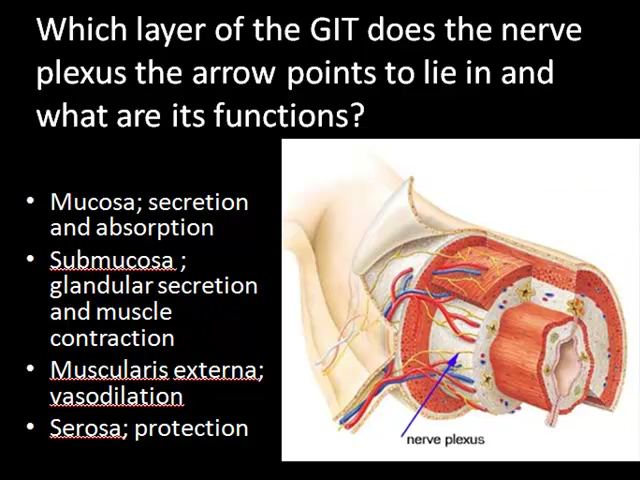 Which layer of the GIT does the nerve
plexus the arrow points to lie in and
what are its functions?
• Mucosa; secretion
and absorption
• Submucosa ;
glandular secretion
and muscle
contraction
• Muscularis externa;
vasodilation
• Serosa; protection
nerve plexus